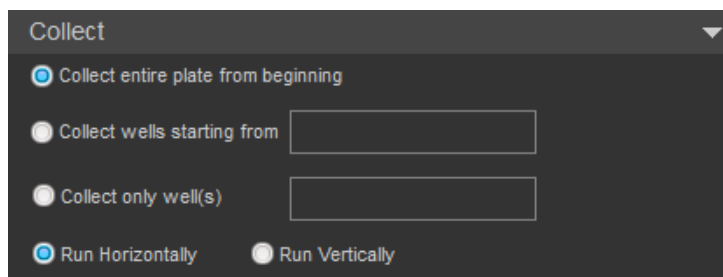 Collect
Collect entire plate from beginning
Collect wells starting from
Collect only well(s)
Run Horizontally Run Vertically